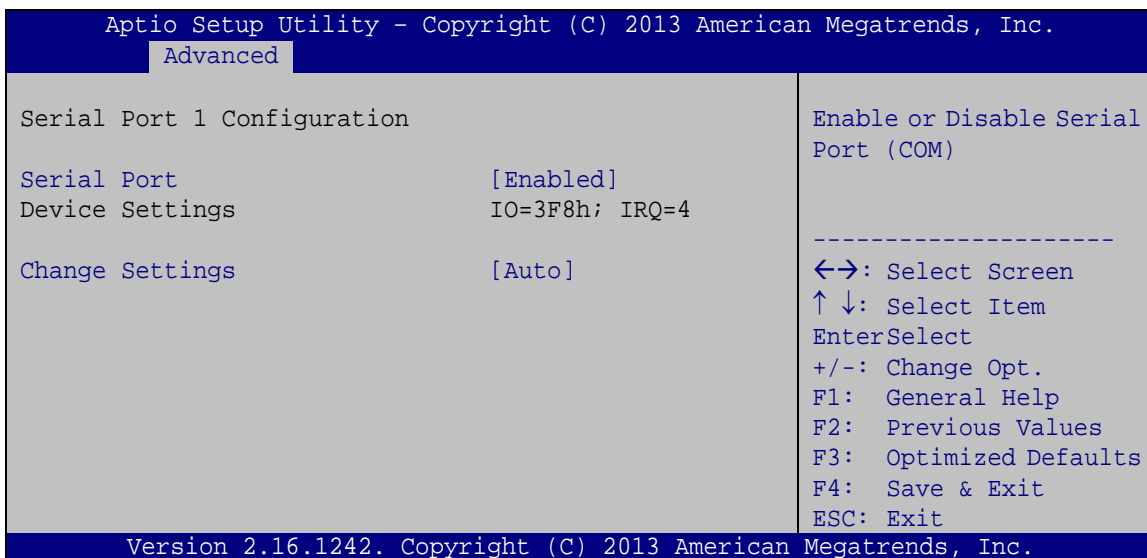 Aptio Setup Utility – Copyright (C) 2013 American Megatrends, Inc.
Advanced
Serial Port 1 Configuration
Serial Port [Enabled]
Device Settings IO=3F8h; IRQ=4
Change Settings [Auto]
Enable or Disable Serial
Port (COM)
---------------------
←→: Select Screen
↑ ↓: Select Item
EnterSelect
+/-: Change Opt.
F1: General Help
F2: Previous Values
F3: Optimized Defaults
F4: Save & Exit
ESC: Exit
Version 2.16.1242. Copyright (C) 2013 American Megatrends, Inc.